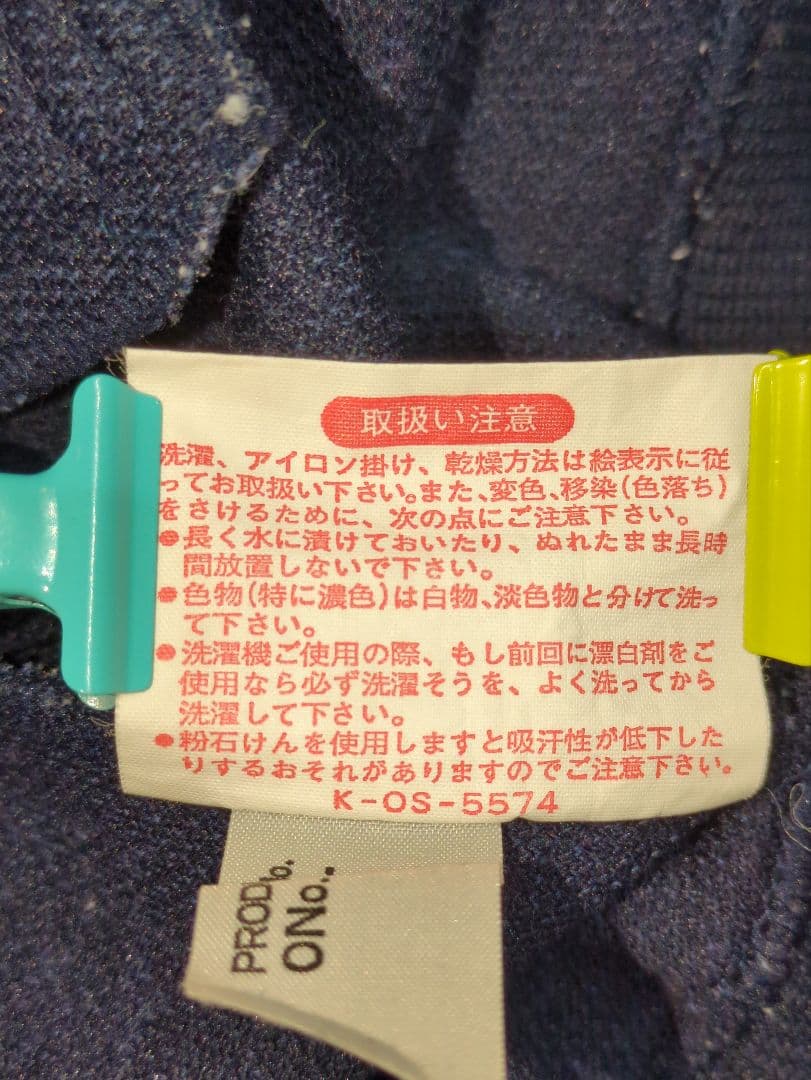 取扱い注意
洗濯、アイロン掛け、乾燥方法は絵表示に従
ってお取扱い下さい。また、変色、移染(色落ち)
をさけるために、次の点にご注意下さい。
●長く水に漬けておいたり、ぬれたまま長時
間放置しないで下さい。
●色物(特に濃色)は白物、淡色物と分けて洗っ
て下さい。
●洗濯機ご使用の際、もし前回に漂白剤をご
使用なら必ず洗濯そうを、よく洗ってから
洗濯して下さい。
●粉石けんを使用しますと吸汗性が低下した
りするおそれがありますのでご注意下さい。
K-OS-5574
PROD
ONo.